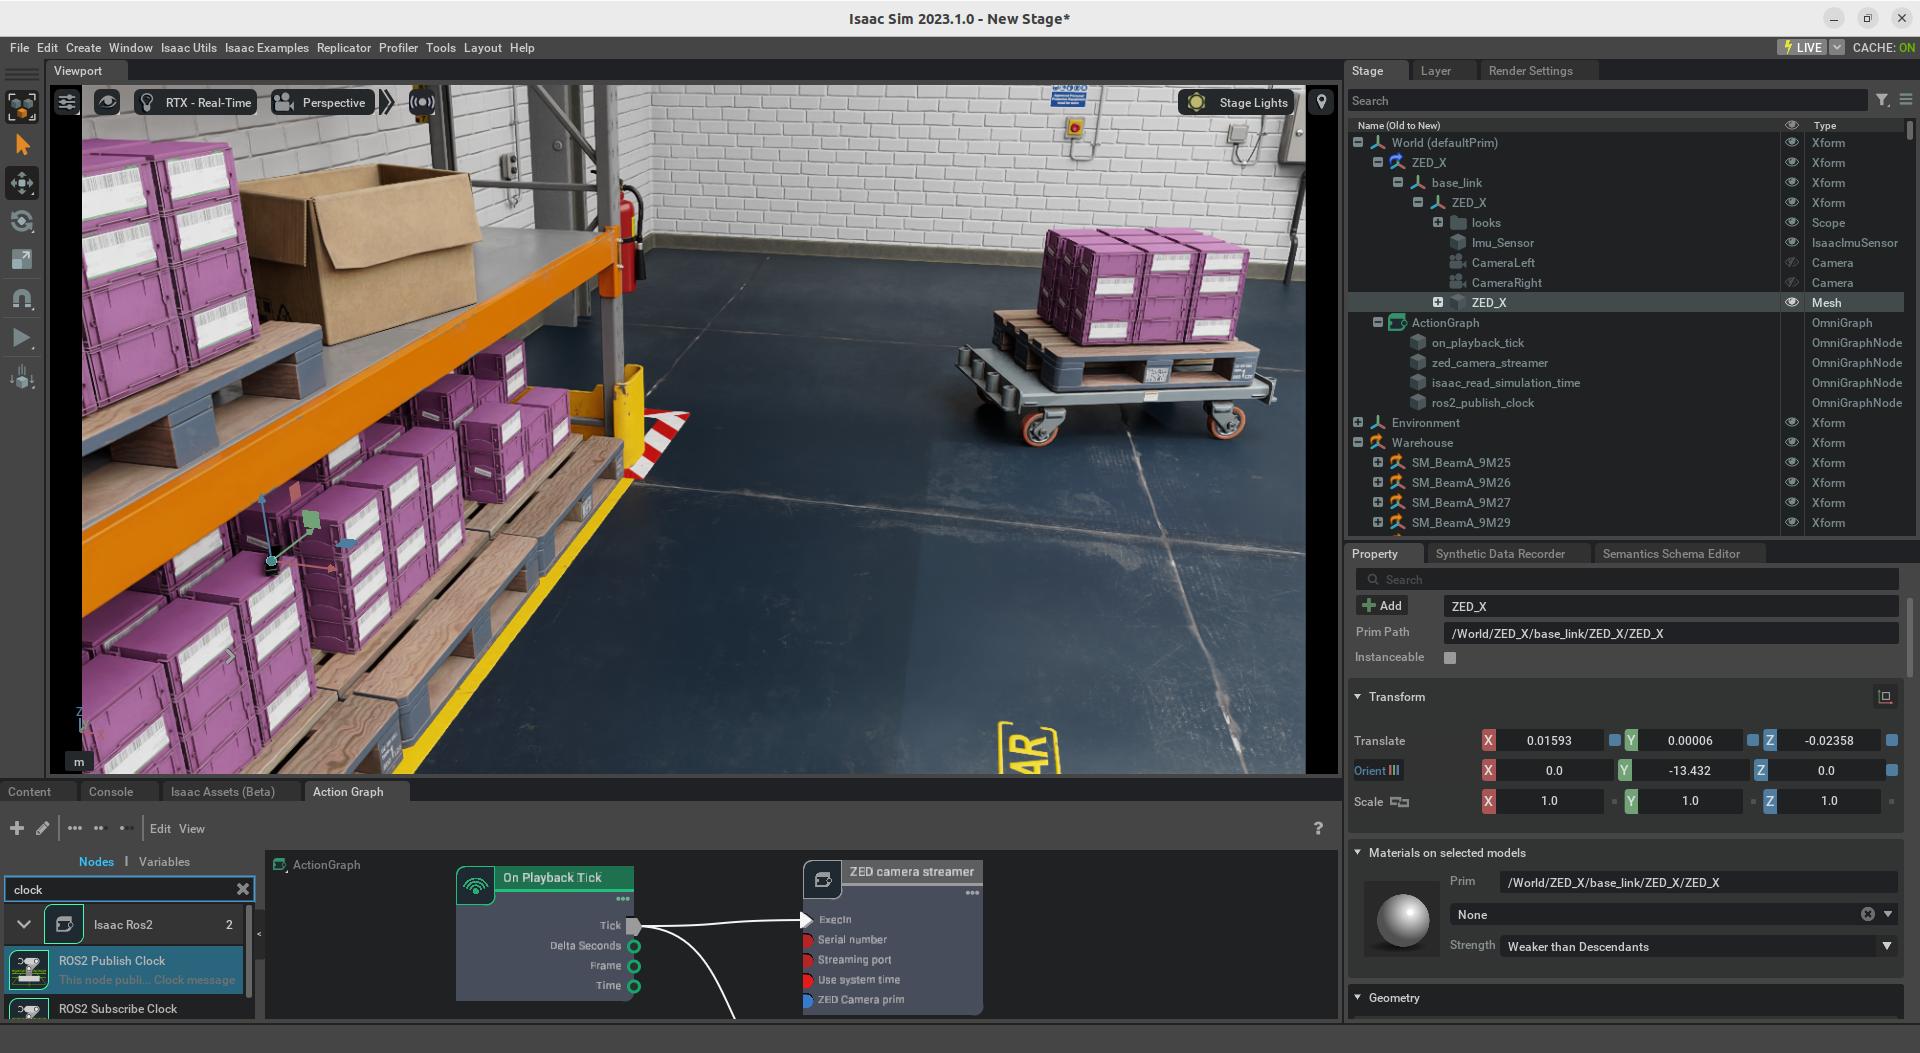 Isaac Sim 2023.1.0 - New Stage*
File Edit Create Window Isaac Utils Isaac Examples Replicator Profiler Tools Layout Help
LIVE
CACHE: ON
Viewport
RTX - Real-Time
Perspective
Stage Lights
AR
m
Stage Layer Render Settings
Search
Name (Old to New) Type
World (defaultPrim) Xform
ZED_X Xform
base_link Xform
ZED_X Xform
looks Scope
Imu_Sensor IsaacImuSensor
CameraLeft Camera
CameraRight Camera
ZED_X Mesh
ActionGraph OmniGraph
on_playback_tick OmniGraphNode
zed_camera_streamer OmniGraphNode
isaac_read_simulation_time OmniGraphNode
ros2_publish_clock OmniGraphNode
Environment Xform
Warehouse Xform
SM_BeamA_9M25 Xform
SM_BeamA_9M26 Xform
SM_BeamA_9M27 Xform
SM_BeamA_9M29 Xform
Property Synthetic Data Recorder Semantics Schema Editor
Search
Add ZED_X
Prim Path /World/ZED_X/base_link/ZED_X/ZED_X
Instanceable
Transform
Translate X 0.01593 Y 0.00006 Z -0.02358
Orient X 0.0 Y -13.432 Z 0.0
Scale X 1.0 Y 1.0 Z 1.0
Materials on selected models
Prim /World/ZED_X/base_link/ZED_X/ZED_X
None
Strength Weaker than Descendants
Geometry
Content Console Isaac Assets (Beta) Action Graph
Edit View
?
Nodes | Variables
clock
Isaac Ros2 2
ROS2 Publish Clock
This node publi... Clock message
ROS2 Subscribe Clock
<
ActionGraph
On Playback Tick
Tick
Delta Seconds
Frame
Time
ZED camera streamer
ExecIn
Serial number
Streaming port
Use system time
ZED Camera prim